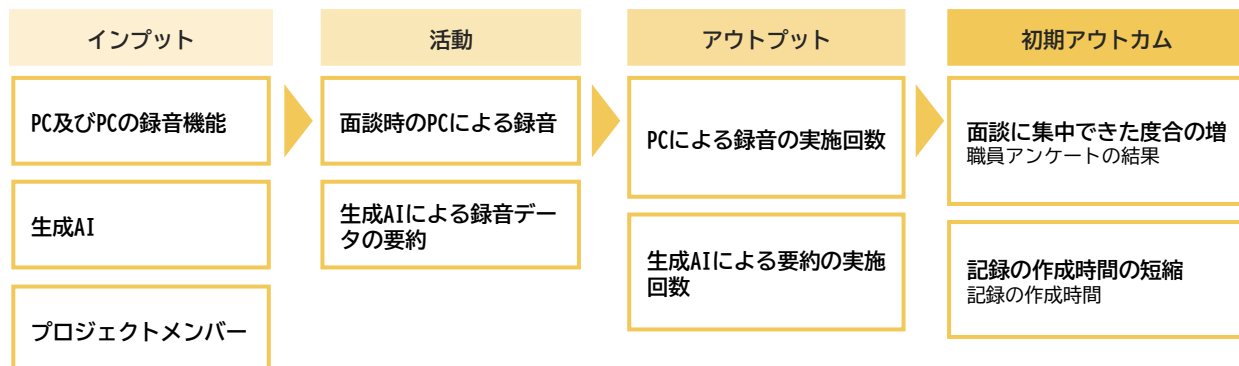 インプット
活動
アウトプット
初期アウトカム
PC及びPCの録音機能
生成AI
プロジェクトメンバー
面談時のPCによる録音
生成AIによる録音デー
タの要約
PCによる録音の実施回数
生成AIによる要約の実施
回数
面談に集中できた度合の増
職員アンケートの結果
記録の作成時間の短縮
記録の作成時間